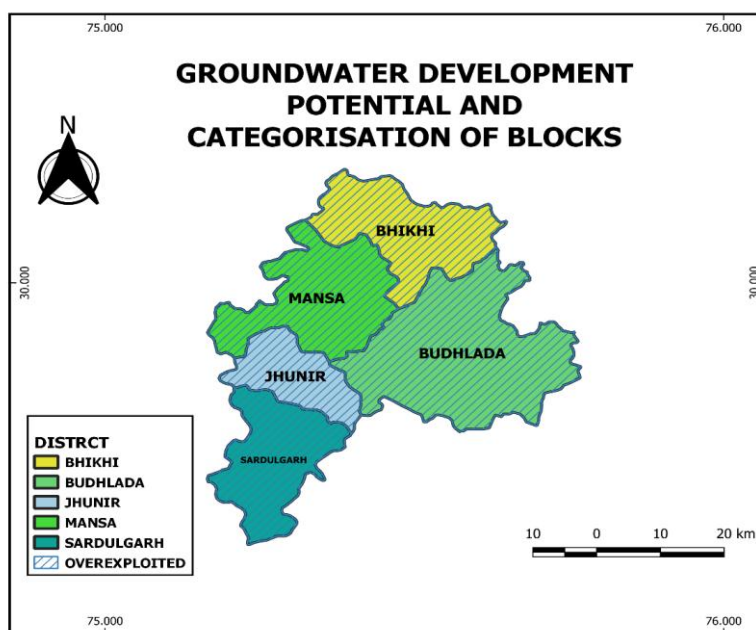 75.000
76.000
GROUNDWATER DEVELOPMENT
POTENTIAL AND
CATEGORISATION OF BLOCKS
N
BHIKHI
30.000
30.000
MANSA
BUDHLADA
JHUNIR
SARDULGARH
DISTRCT
BHIKHI
BUDHLADA
JHUNIR
MANSA
SARDULGARH
OVEREXPLOITED
10 0 10 20 km
75.000
76.000